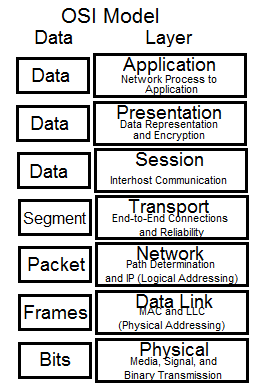 OSI Model
Data Layer
Data Application
Network Process to
Application
Data Presentation
Data Representation
and Encryption
Data Session
Interhost Communication
Segment Transport
End-to-End Connections
and Reliability
Packet Network
Path Determination
and IP (Logical Addressing)
Frames Data Link
MAC and LLC
(Physical Addressing)
Bits Physical
Media, Signal, and
Binary Transmission